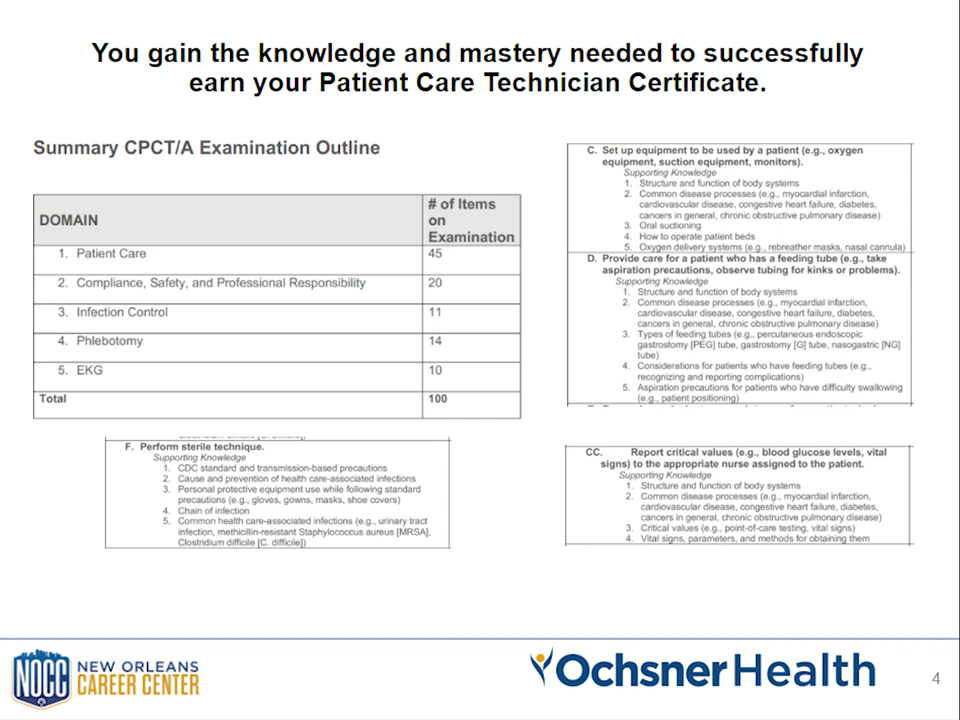 You gain the knowledge and mastery needed to successfully
earn your Patient Care Technician Certificate.
Summary CPCT/A Examination Outline
DOMAIN
# of Items
on
Examination
1. Patient Care 45
2. Compliance, Safety, and Professional Responsibility 20
3. Infection Control 11
4. Phlebotomy 14
5. EKG 10
Total 100
C. Set up equipment to be used by a patient (e.g., oxygen
equipment, suction equipment, monitors).
Supporting Knowledge
1. Structure and function of body systems
2. Common disease processes (e.g., myocardial infarction,
cardiovascular disease, congestive heart failure, diabetes,
cancers in general, chronic obstructive pulmonary disease)
3. Oral suctioning
4. How to operate patient beds
5. Oxygen delivery systems (e.g., rebreather masks, nasal cannula)
D. Provide care for a patient who has a feeding tube (e.g., take
aspiration precautions, observe tubing for kinks or problems).
Supporting Knowledge
1. Structure and function of body systems
2. Common disease processes (e.g., myocardial infarction,
cardiovascular disease, congestive heart failure, diabetes,
cancers in general, chronic obstructive pulmonary disease)
3. Types of feeding tubes (e.g., percutaneous endoscopic
gastrostomy [PEG] tube, gastrostomy [G] tube, nasogastric [NG]
tube)
4. Considerations for patients who have feeding tubes (e.g.,
recognizing and reporting complications)
5. Aspiration precautions for patients who have difficulty swallowing
(e.g., patient positioning)
F. Perform sterile technique.
Supporting Knowledge
1. CDC standard and transmission-based precautions
2. Cause and prevention of health care-associated infections
3. Personal protective equipment use while following standard
precautions (e.g., gloves, gowns, masks, shoe covers)
4. Chain of infection
5. Common health care-associated infections (e.g., urinary tract
infection, methicillin-resistant Staphylococcus aureus [MRSA],
Clostridium difficile [C. difficile])
CC. Report critical values (e.g., blood glucose levels, vital
signs) to the appropriate nurse assigned to the patient.
Supporting Knowledge
1. Structure and function of body systems
2. Common disease processes (e.g., myocardial infarction,
cardiovascular disease, congestive heart failure, diabetes,
cancers in general, chronic obstructive pulmonary disease)
3. Critical values (e.g., point-of-care testing, vital signs)
4. Vital signs, parameters, and methods for obtaining them
NOCC
NEW ORLEANS
CAREER CENTER
Ochsner Health
4